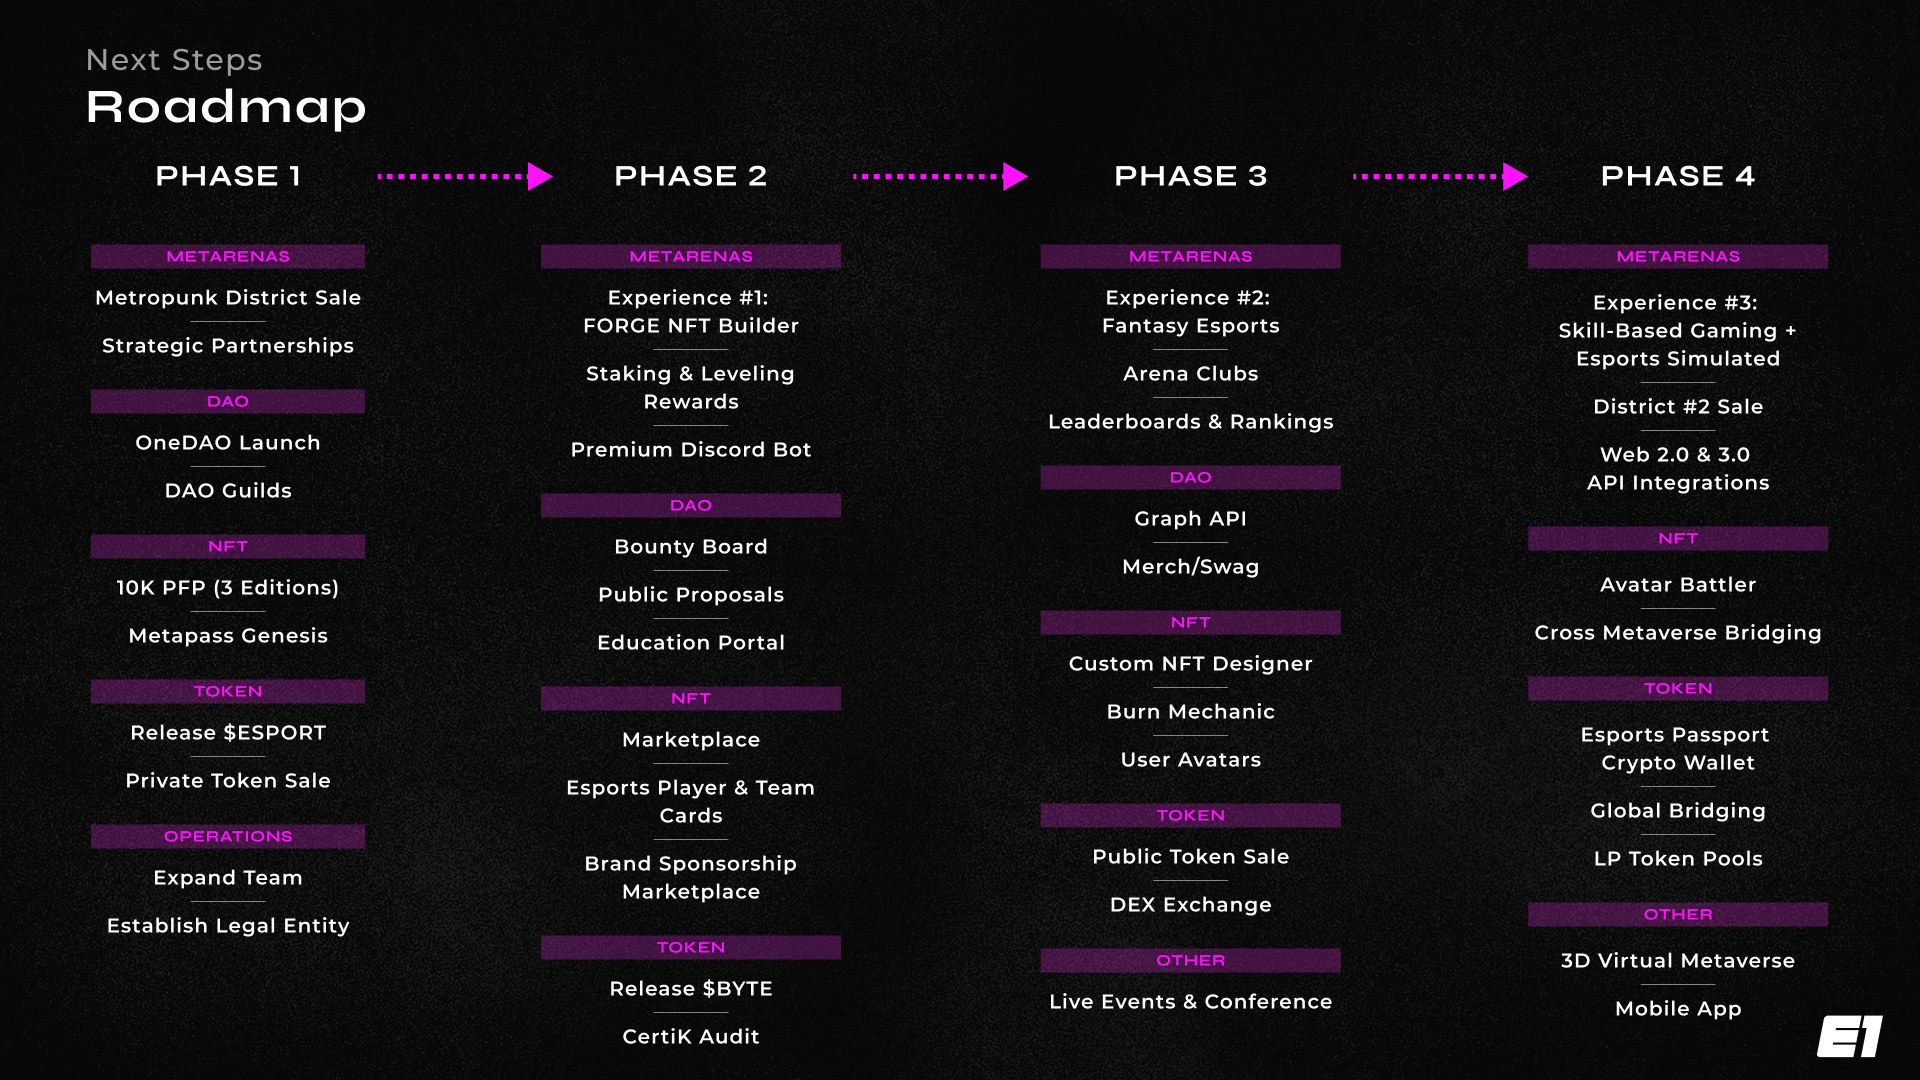 Next Steps
Roadmap
PHASE 1
METARENAS
Metropunk District Sale
Strategic Partnerships
DAO
OneDAO Launch
DAO Guilds
NFT
10K PFP (3 Editions)
Metapass Genesis
TOKEN
Release $ESPORT
Private Token Sale
OPERATIONS
Expand Team
Establish Legal Entity
PHASE 2
METARENAS
Experience #1:
FORGE NFT Builder
Staking & Leveling
Rewards
Premium Discord Bot
DAO
Bounty Board
Public Proposals
Education Portal
NFT
Marketplace
Esports Player & Team
Cards
Brand Sponsorship
Marketplace
TOKEN
Release $BYTE
CertiK Audit
PHASE 3
METARENAS
Experience #2:
Fantasy Esports
Arena Clubs
Leaderboards & Rankings
DAO
Graph API
Merch/Swag
NFT
Custom NFT Designer
Burn Mechanic
User Avatars
TOKEN
Public Token Sale
DEX Exchange
OTHER
Live Events & Conference
PHASE 4
METARENAS
Experience #3:
Skill-Based Gaming +
Esports Simulated
District #2 Sale
Web 2.0 & 3.0
API Integrations
NFT
Avatar Battler
Cross Metaverse Bridging
TOKEN
Esports Passport
Crypto Wallet
Global Bridging
LP Token Pools
OTHER
3D Virtual Metaverse
Mobile App
E1